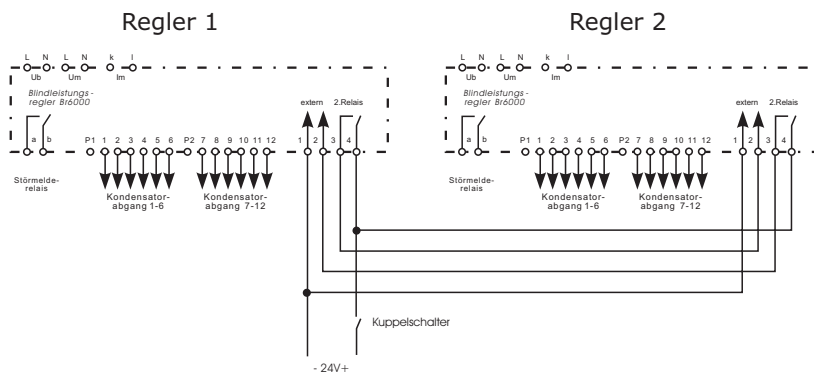 Regler 1
Regler 2
L N L N k l
Ub Um Im
Blindleistungs-
regler Br6000
extern 2.Relais
a b P1 1 2 3 4 5 6 P2 7 8 9 10 11 12 1 2 3 4
Störmelde-
relais
Kondensator-
abgang 1-6
Kondensator-
abgang 7-12
L N L N k l
Ub Um Im
Blindleistungs-
regler Br6000
extern 2.Relais
a b P1 1 2 3 4 5 6 P2 7 8 9 10 11 12 1 2 3 4
Störmelde-
relais
Kondensator-
abgang 1-6
Kondensator-
abgang 7-12
Kuppelschalter
- 24V+